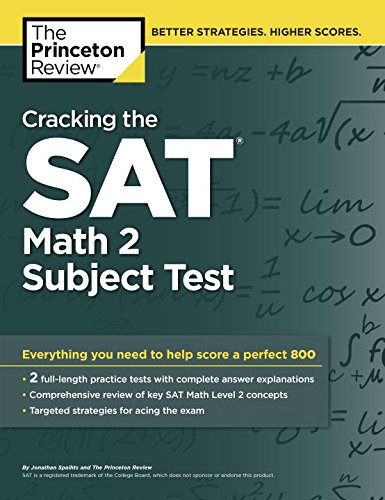 The
Princeton
Review®
BETTER STRATEGIES. HIGHER SCORES.
Cracking the
SAT®
Math 2
Subject Test
Everything you need to help score a perfect 800
• 2 full-length practice tests with complete answer explanations
• Comprehensive review of key SAT Math Level 2 concepts
• Targeted strategies for acing the exam
By Jonathan Spaihts and The Princeton Review
SAT is a registered trademark of the College Board, which does not sponsor or endorse this product.
y = nz + b
lim
x→0
cos x